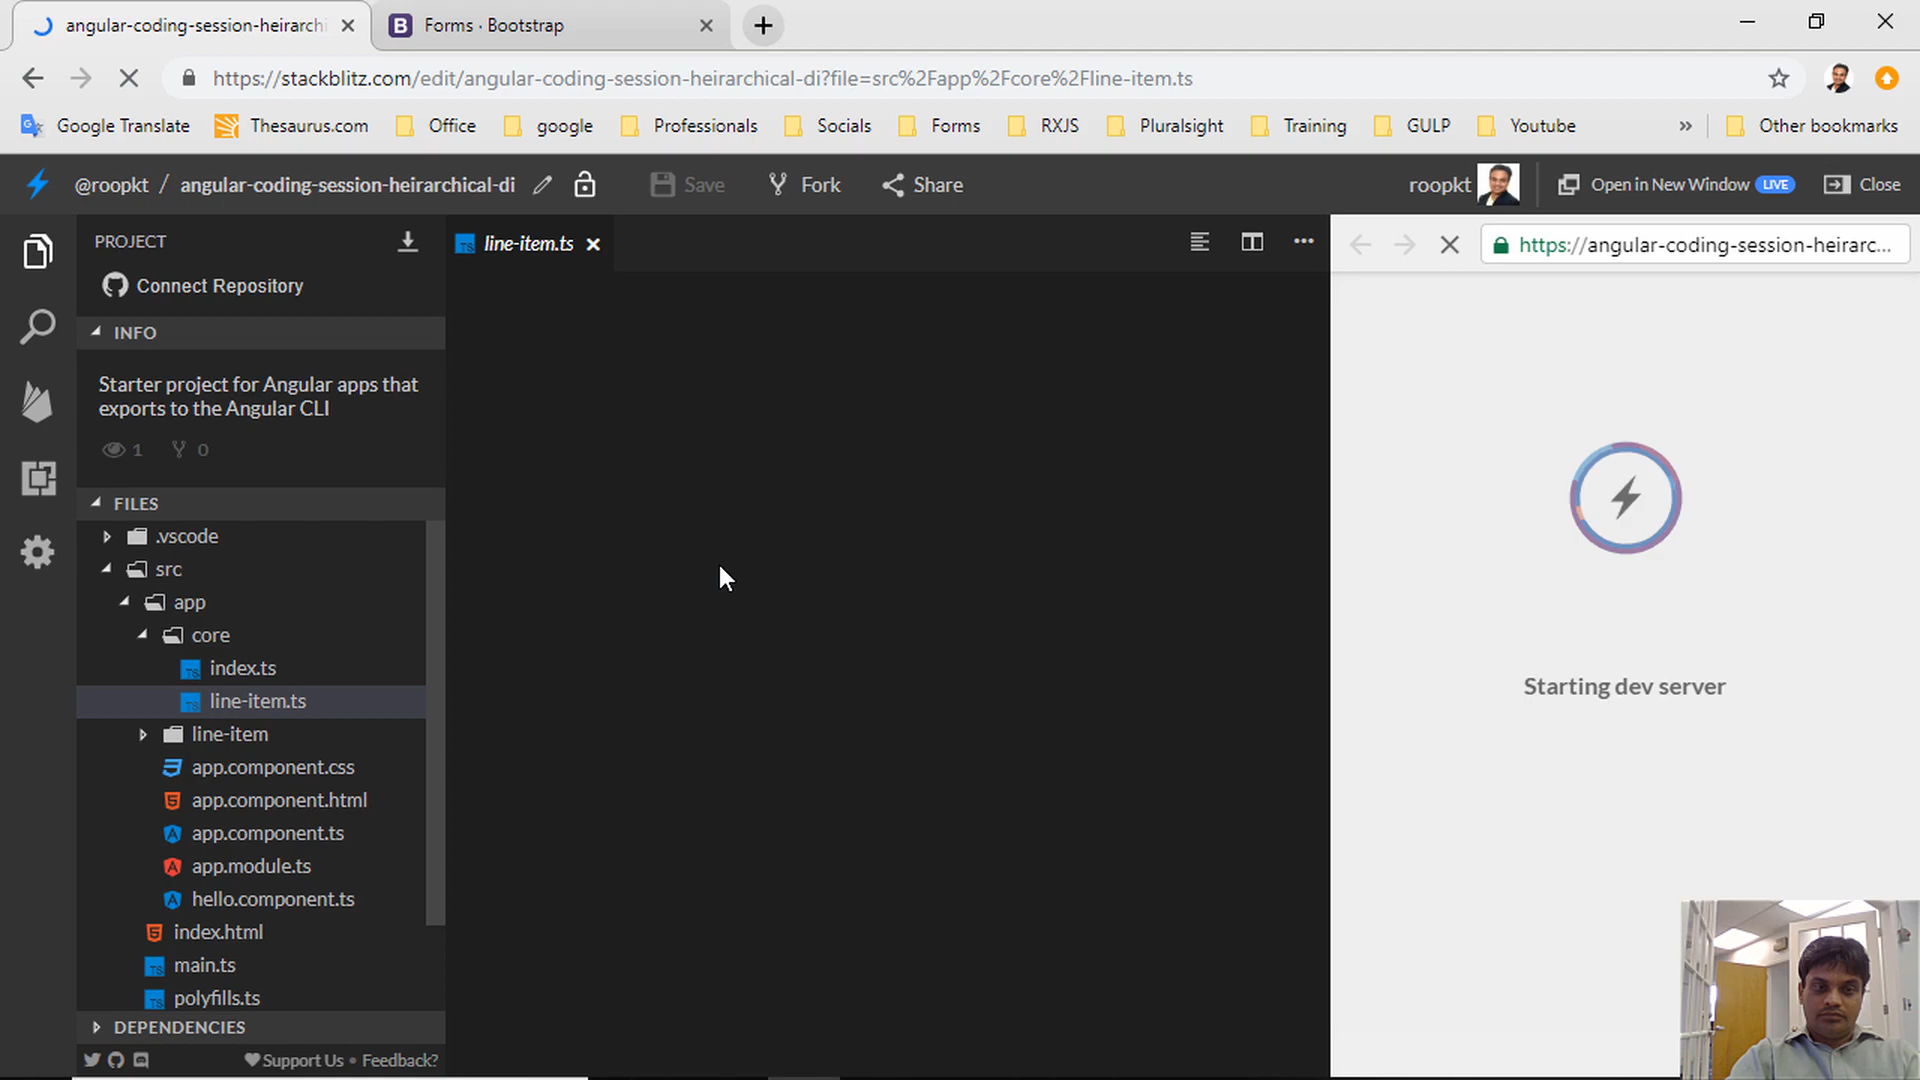 angular-coding-session-heirarchi
Forms · Bootstrap
https://stackblitz.com/edit/angular-coding-session-heirarchical-di?file=src%2Fapp%2Fcore%2Fline-item.ts
Google Translate
Thesaurus.com
Office
google
Professionals
Socials
Forms
RXJS
Pluralsight
Training
GULP
Youtube
»
Other bookmarks
@roopkt / angular-coding-session-heirarchical-di
Save
Fork
Share
roopkt
Open in New Window LIVE
Close
PROJECT
Connect Repository
INFO
Starter project for Angular apps that
exports to the Angular CLI
1
0
FILES
.vscode
src
app
core
index.ts
line-item.ts
line-item
app.component.css
app.component.html
app.component.ts
app.module.ts
hello.component.ts
index.html
main.ts
polyfills.ts
DEPENDENCIES
Support Us • Feedback?
line-item.ts
https://angular-coding-session-heirarc...
Starting dev server